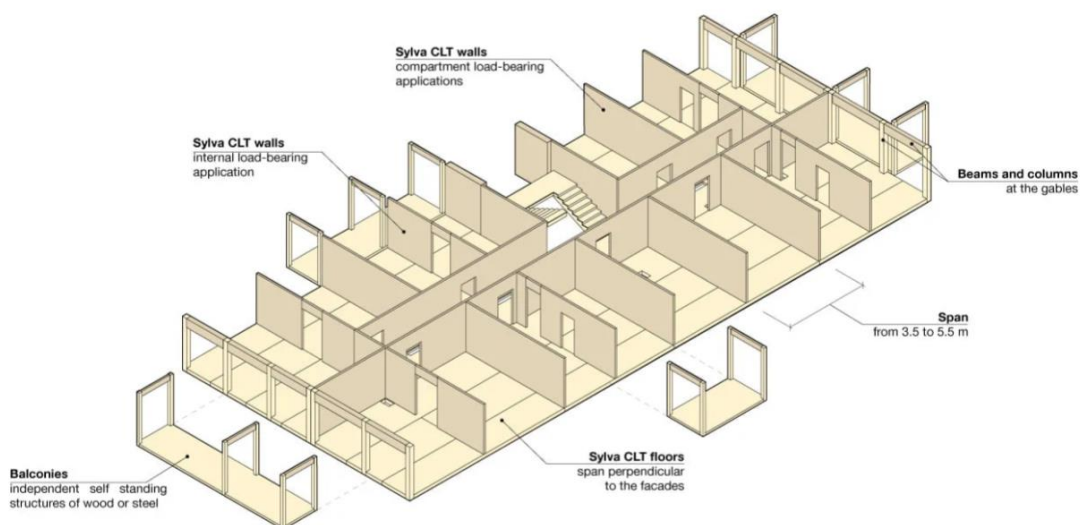 Sylva CLT walls
compartment load-bearing
applications
Sylva CLT walls
internal load-bearing
application
Beams and columns
at the gables
Span
from 3.5 to 5.5 m
Sylva CLT floors
span perpendicular
to the facades
Balconies
independent self standing
structures of wood or steel